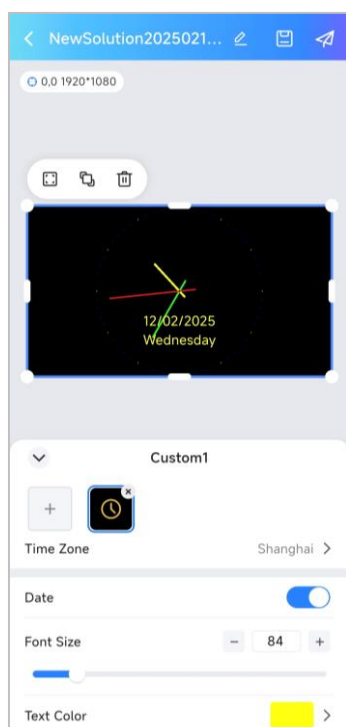 NewSolution2025021...
0,0 1920*1080
12/02/2025
Wednesday
Custom1
+
Time Zone Shanghai >
Date
Font Size - 84 +
Text Color >